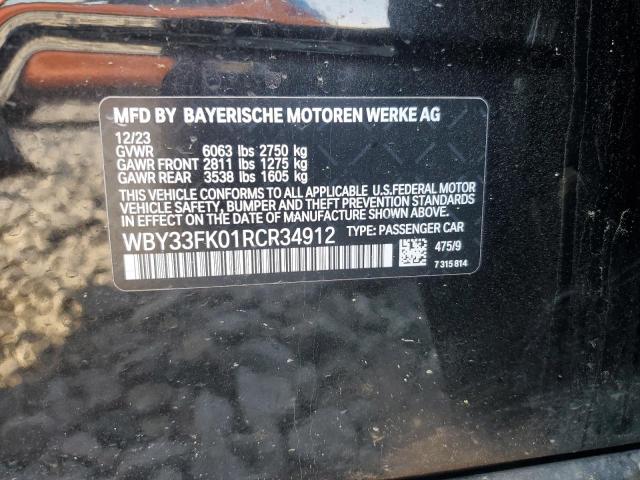 MFD BY BAYERISCHE MOTOREN WERKE AG
12/23
GVWR 6063 lbs 2750 kg
GAWR FRONT 2811 lbs 1275 kg
GAWR REAR 3538 lbs 1605 kg
THIS VEHICLE CONFORMS TO ALL APPLICABLE U.S.FEDERAL MOTOR
VEHICLE SAFETY, BUMPER AND THEFT PREVENTION STANDARDS
IN EFFECT ON THE DATE OF MANUFACTURE SHOWN ABOVE.
WBY33FK01RCR34912 TYPE: PASSENGER CAR
475/9
7 315 814